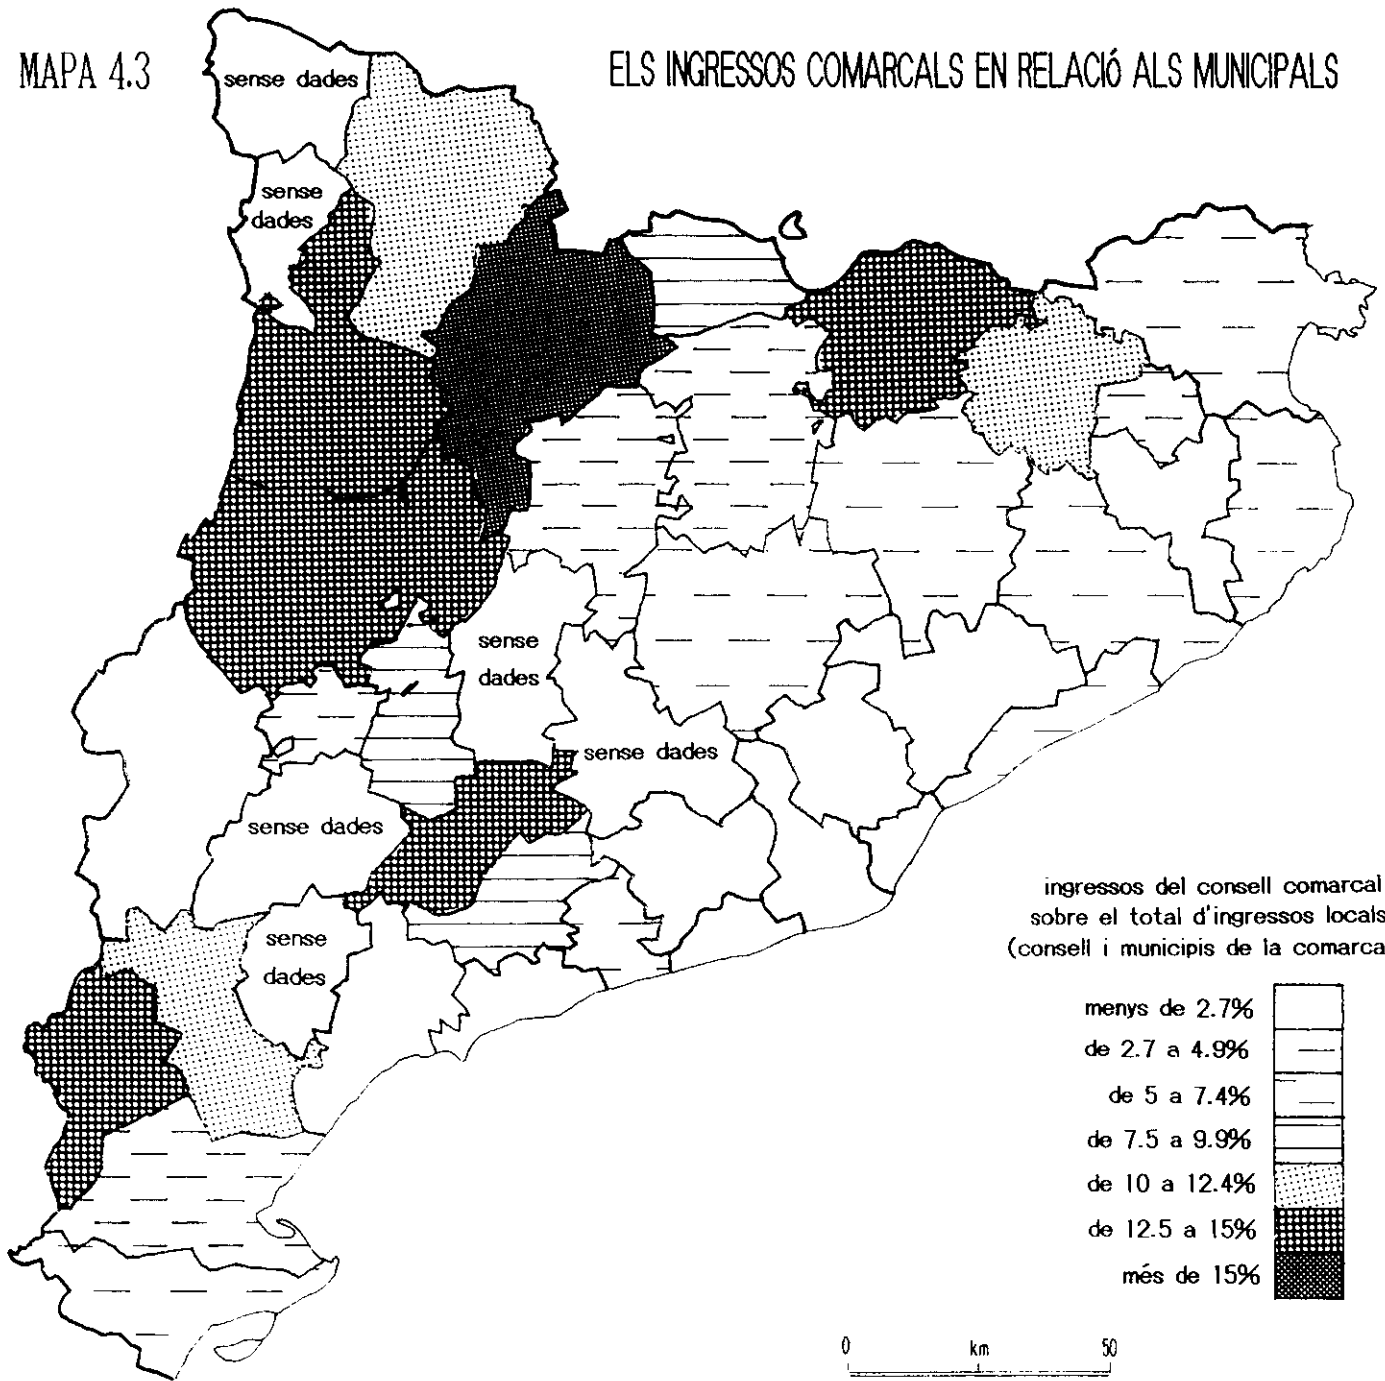 MAPA 4.3
ELS INGRESSOS COMARCALS EN RELACIÓ ALS MUNICIPALS
sense dades
sense
dades
sense
dades
sense dades
sense dades
sense
dades
ingressos del consell comarcal
sobre el total d'ingressos locals
(consell i municipis de la comarca
menys de 2.7%
de 2.7 a 4.9%
de 5 a 7.4%
de 7.5 a 9.9%
de 10 a 12.4%
de 12.5 a 15%
més de 15%
0 km 50